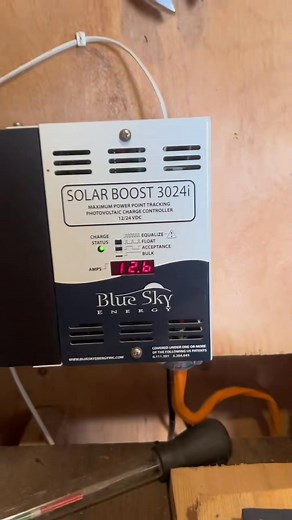 SOLAR BOOST 3024i
MAXIMUM POWER POINT TRACKING
PHOTOVOLTAIC CHARGE CONTROLLER
12/24 VDC
CHARGE
STATUS
EQUALIZE
FLOAT
ACCEPTANCE
BULK
AMPS
12.6
Blue Sky
ENERGY
WWW.BLUESKYENERGYINC.COM
COVERED UNDER ONE OR MORE
OF THE FOLLOWING US PATENTS